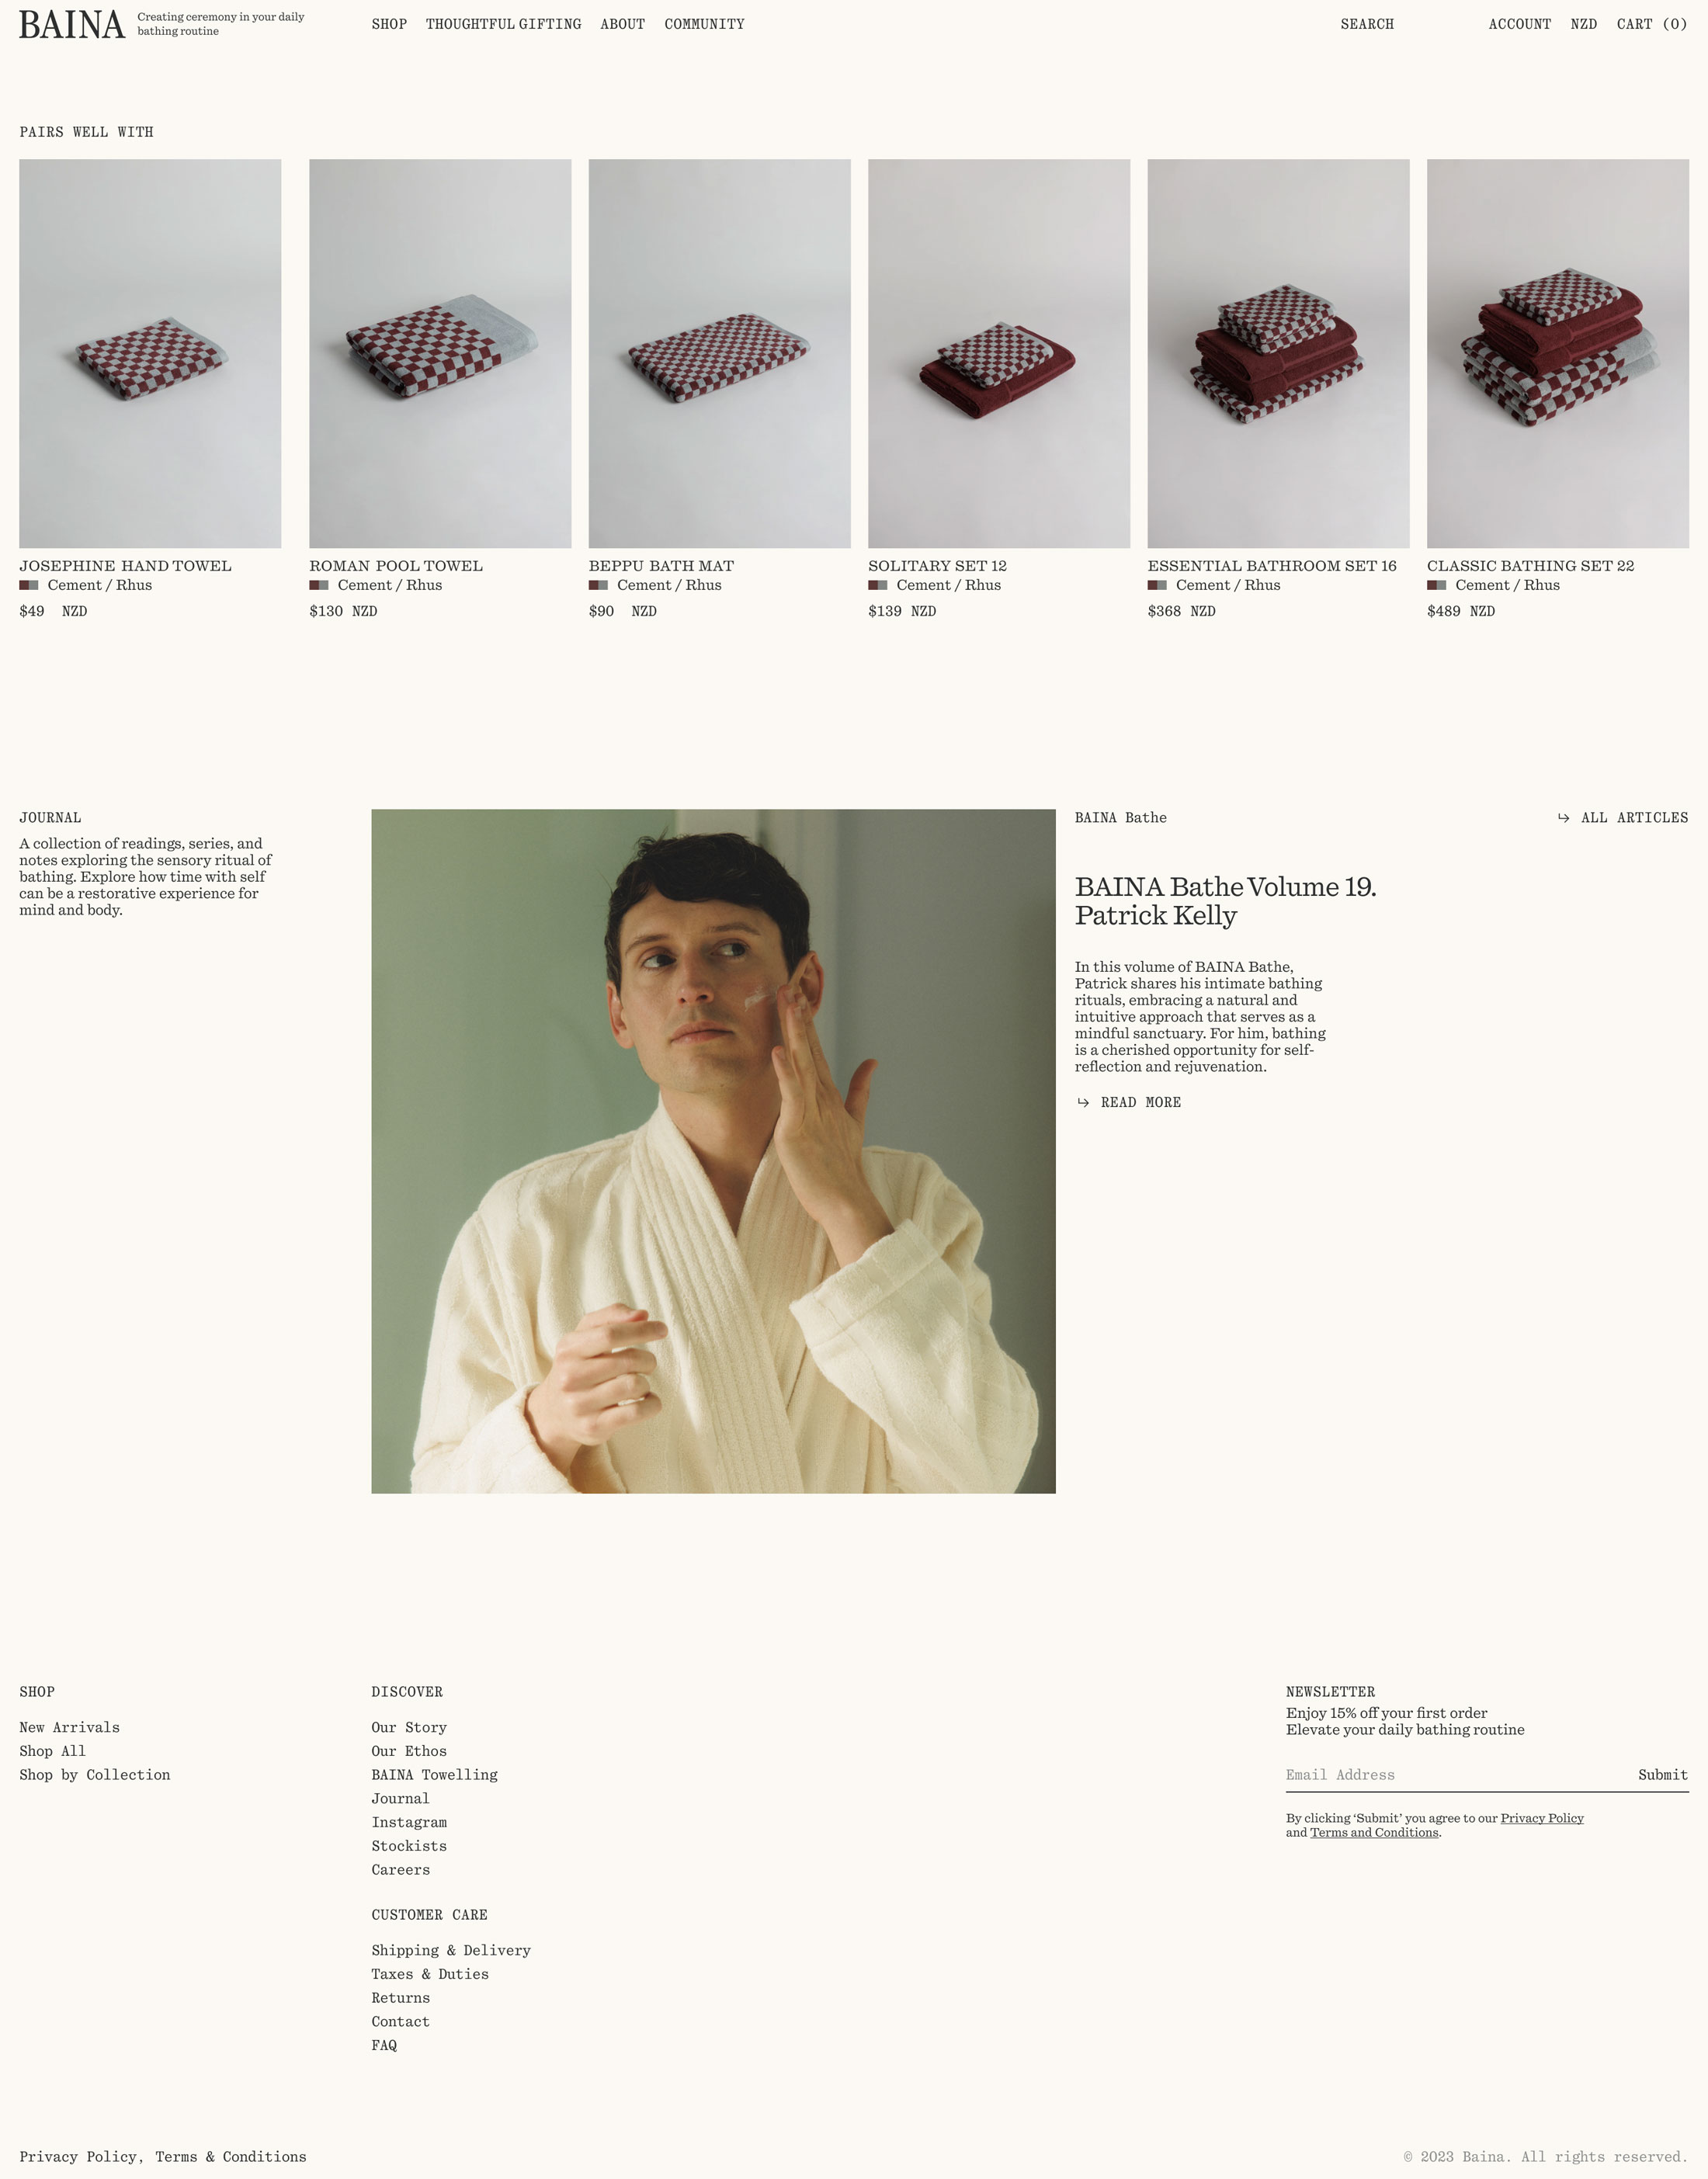 BAINA
Creating ceremony in your daily
bathing routine
SHOP THOUGHTFUL GIFTING ABOUT COMMUNITY
SEARCH
ACCOUNT NZD CART (0)
PAIRS WELL WITH
JOSEPHINE HAND TOWEL
Cement / Rhus
$49 NZD
ROMAN POOL TOWEL
Cement / Rhus
$130 NZD
BEPPU BATH MAT
Cement / Rhus
$90 NZD
SOLITARY SET 12
Cement / Rhus
$139 NZD
ESSENTIAL BATHROOM SET 16
Cement / Rhus
$368 NZD
CLASSIC BATHING SET 22
Cement / Rhus
$489 NZD
JOURNAL
A collection of readings, series, and
notes exploring the sensory ritual of
bathing. Explore how time with self
can be a restorative experience for
mind and body.
BAINA Bathe
↳ ALL ARTICLES
BAINA Bathe Volume 19.
Patrick Kelly
In this volume of BAINA Bathe,
Patrick shares his intimate bathing
rituals, embracing a natural and
intuitive approach that serves as a
mindful sanctuary. For him, bathing
is a cherished opportunity for self-
reflection and rejuvenation.
↳ READ MORE
SHOP
New Arrivals
Shop All
Shop by Collection
DISCOVER
Our Story
Our Ethos
BAINA Towelling
Journal
Instagram
Stockists
Careers
CUSTOMER CARE
Shipping & Delivery
Taxes & Duties
Returns
Contact
FAQ
NEWSLETTER
Enjoy 15% off your first order
Elevate your daily bathing routine
Email Address
Submit
By clicking ‘Submit’ you agree to our Privacy Policy
and Terms and Conditions.
Privacy Policy, Terms & Conditions
© 2023 Baina. All rights reserved.